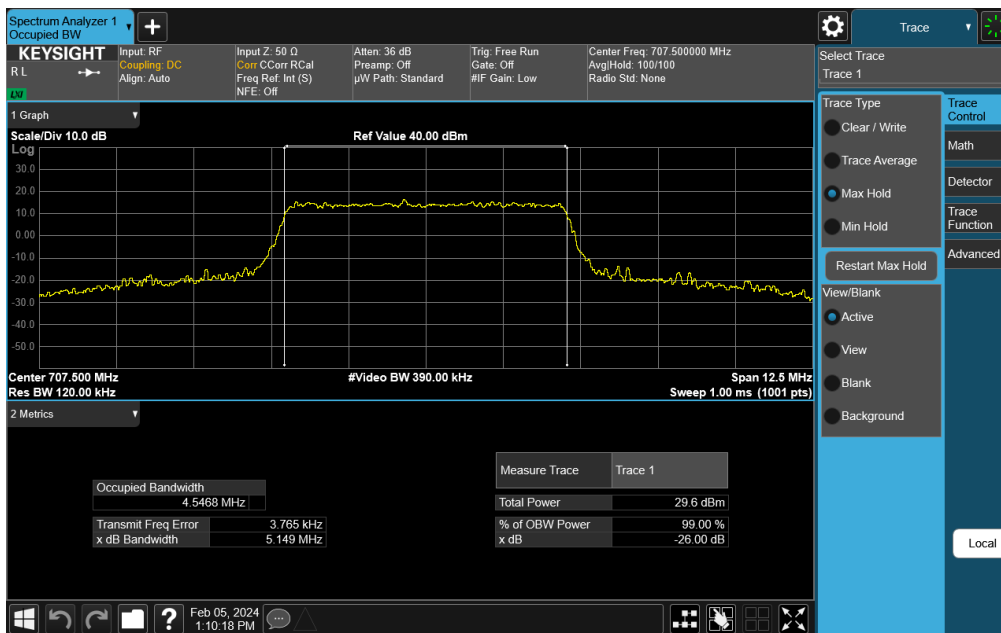 Spectrum Analyzer 1
Occupied BW
KEYSIGHT
R L
LXI
Input: RF
Coupling: DC
Align: Auto
Input Z: 50 Ω
Corr CCorr RCal
Freq Ref: Int (S)
NFE: Off
Atten: 36 dB
Preamp: Off
µW Path: Standard
Trig: Free Run
Gate: Off
#IF Gain: Low
Center Freq: 707.500000 MHz
Avg|Hold: 100/100
Radio Std: None
1 Graph
Scale/Div 10.0 dB
Ref Value 40.00 dBm
Log
30.0
20.0
10.0
0.00
-10.0
-20.0
-30.0
-40.0
-50.0
Center 707.500 MHz
#Video BW 390.00 kHz
Span 12.5 MHz
Res BW 120.00 kHz
Sweep 1.00 ms (1001 pts)
2 Metrics
Occupied Bandwidth
4.5468 MHz
Transmit Freq Error 3.765 kHz
x dB Bandwidth 5.149 MHz
Measure Trace Trace 1
Total Power 29.6 dBm
% of OBW Power 99.00 %
x dB -26.00 dB
Feb 05, 2024
1:10:18 PM
Trace
Select Trace
Trace 1
Trace Type
Clear / Write
Trace Average
Max Hold
Min Hold
Restart Max Hold
View/Blank
Active
View
Blank
Background
Trace
Control
Math
Detector
Trace
Function
Advanced
Local